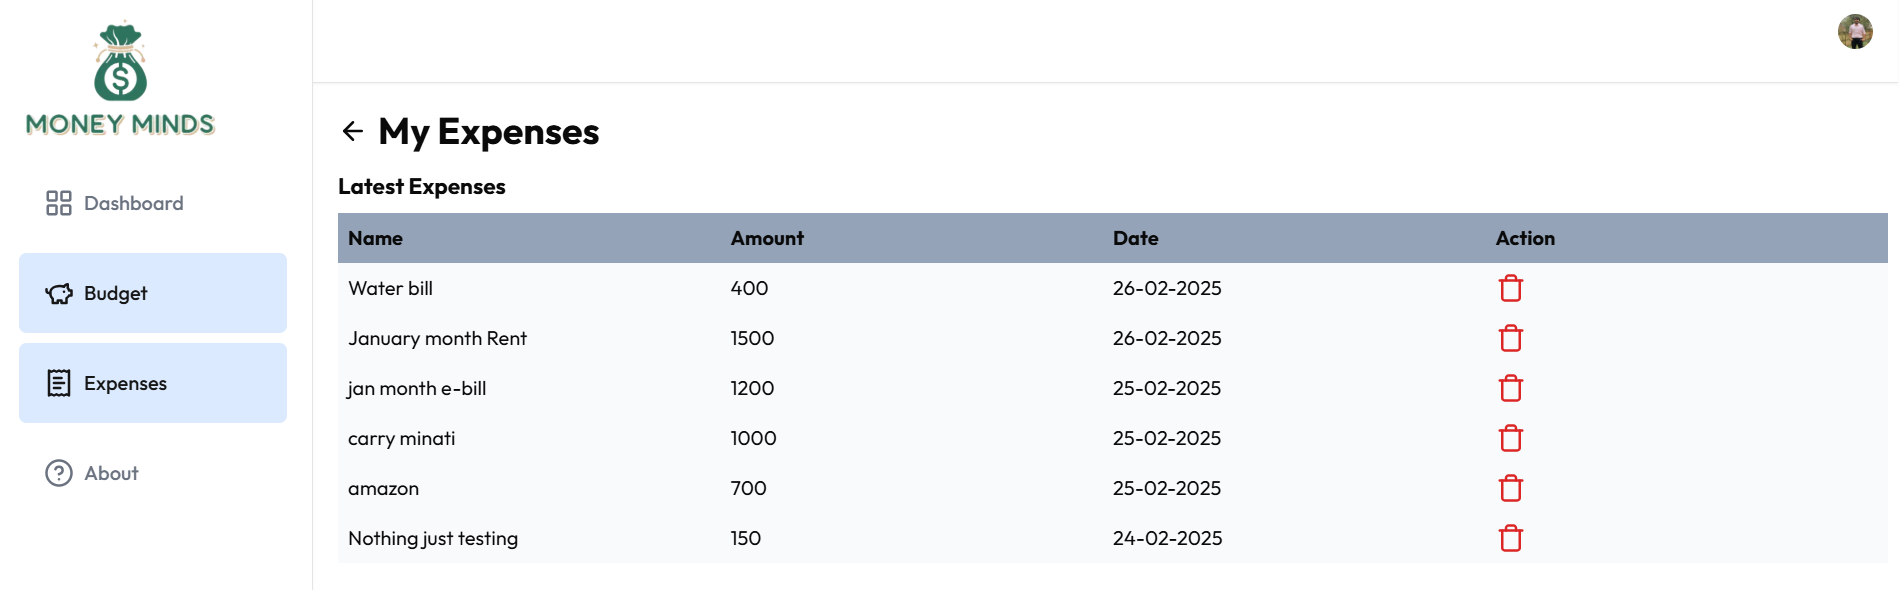 $
MONEY MINDS
Dashboard
Budget
Expenses
About
My Expenses
Latest Expenses
Name Amount Date Action
Water bill 400 26-02-2025
January month Rent 1500 26-02-2025
jan month e-bill 1200 25-02-2025
carry minati 1000 25-02-2025
amazon 700 25-02-2025
Nothing just testing 150 24-02-2025